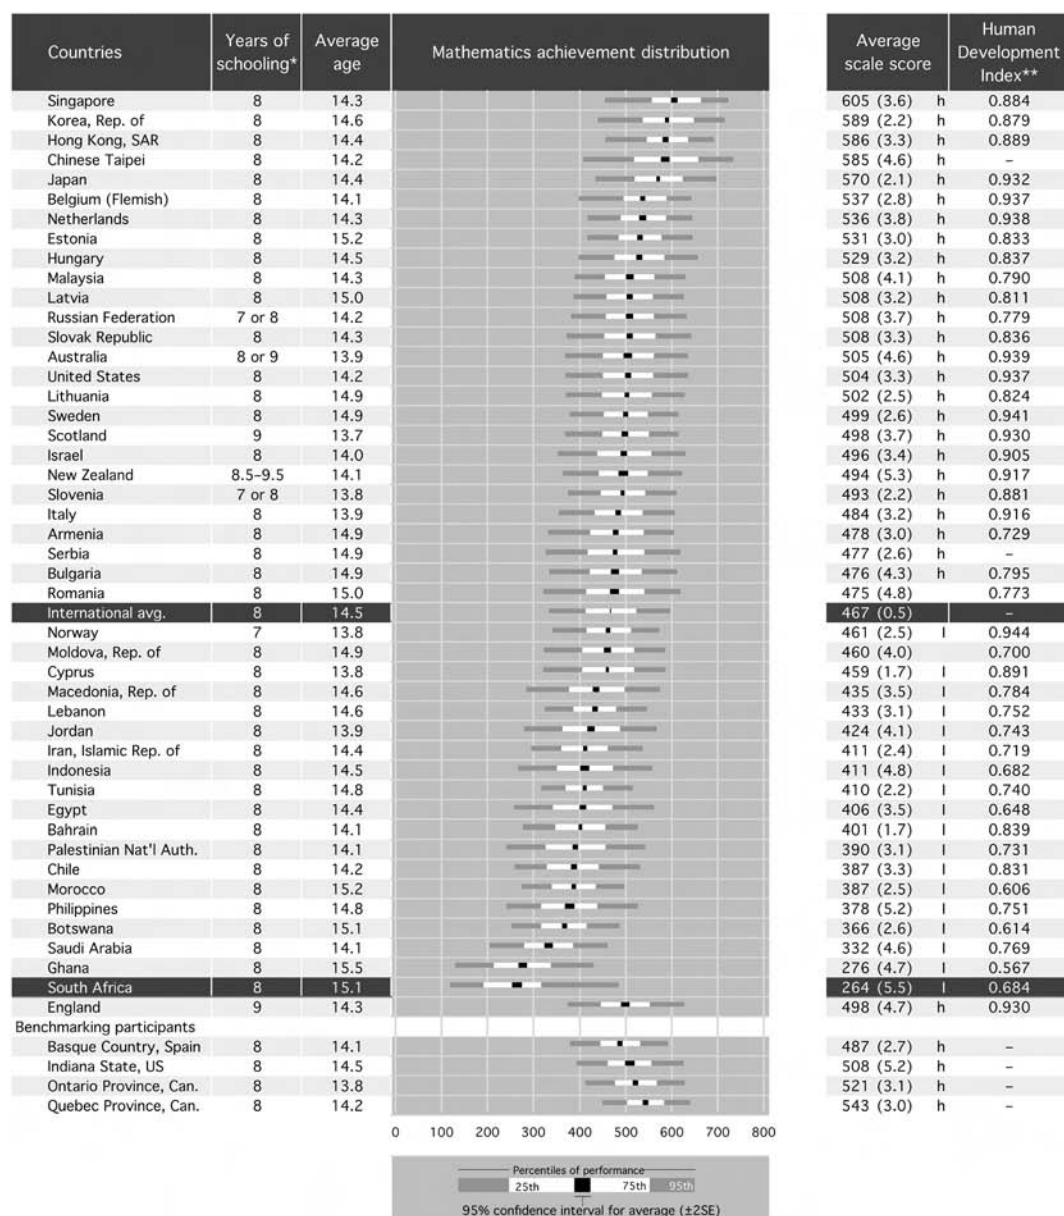 Countries Years of schooling* Average age Mathematics achievement distribution Average scale score Human Development Index**
Singapore 8 14.3 605 (3.6) h 0.884
Korea, Rep. of 8 14.6 589 (2.2) h 0.879
Hong Kong, SAR 8 14.4 586 (3.3) h 0.889
Chinese Taipei 8 14.2 585 (4.6) h –
Japan 8 14.4 570 (2.1) h 0.932
Belgium (Flemish) 8 14.1 537 (2.8) h 0.937
Netherlands 8 14.3 536 (3.8) h 0.938
Estonia 8 15.2 531 (3.0) h 0.833
Hungary 8 14.5 529 (3.2) h 0.837
Malaysia 8 14.3 508 (4.1) h 0.790
Latvia 8 15.0 508 (3.2) h 0.811
Russian Federation 7 or 8 14.2 508 (3.7) h 0.779
Slovak Republic 8 14.3 508 (3.3) h 0.836
Australia 8 or 9 13.9 505 (4.6) h 0.939
United States 8 14.2 504 (3.3) h 0.937
Lithuania 8 14.9 502 (2.5) h 0.824
Sweden 8 14.9 499 (2.6) h 0.941
Scotland 9 13.7 498 (3.7) h 0.930
Israel 8 14.0 496 (3.4) h 0.905
New Zealand 8.5–9.5 14.1 494 (5.3) h 0.917
Slovenia 7 or 8 13.8 493 (2.2) h 0.881
Italy 8 13.9 484 (3.2) h 0.916
Armenia 8 14.9 478 (3.0) h 0.729
Serbia 8 14.9 477 (2.6) h –
Bulgaria 8 14.9 476 (4.3) h 0.795
Romania 8 15.0 475 (4.8) 0.773
International avg. 8 14.5 467 (0.5) –
Norway 7 13.8 461 (2.5) l 0.944
Moldova, Rep. of 8 14.9 460 (4.0) 0.700
Cyprus 8 13.8 459 (1.7) l 0.891
Macedonia, Rep. of 8 14.6 435 (3.5) l 0.784
Lebanon 8 14.6 433 (3.1) l 0.752
Jordan 8 13.9 424 (4.1) l 0.743
Iran, Islamic Rep. of 8 14.4 411 (2.4) l 0.719
Indonesia 8 14.5 411 (4.8) l 0.682
Tunisia 8 14.8 410 (2.2) l 0.740
Egypt 8 14.4 406 (3.5) l 0.648
Bahrain 8 14.1 401 (1.7) l 0.839
Palestinian Nat'l Auth. 8 14.1 390 (3.1) l 0.731
Chile 8 14.2 387 (3.3) l 0.831
Morocco 8 15.2 387 (2.5) l 0.606
Philippines 8 14.8 378 (5.2) l 0.751
Botswana 8 15.1 366 (2.6) l 0.614
Saudi Arabia 8 14.1 332 (4.6) l 0.769
Ghana 8 15.5 276 (4.7) l 0.567
South Africa 8 15.1 264 (5.5) l 0.684
England 9 14.3 498 (4.7) h 0.930
Benchmarking participants
Basque Country, Spain 8 14.1 487 (2.7) h –
Indiana State, US 8 14.5 508 (5.2) h –
Ontario Province, Can. 8 13.8 521 (3.1) h –
Quebec Province, Can. 8 14.2 543 (3.0) h –
0 100 200 300 400 500 600 700 800
Percentiles of performance
25th 75th 95th
95% confidence interval for average (±2SE)